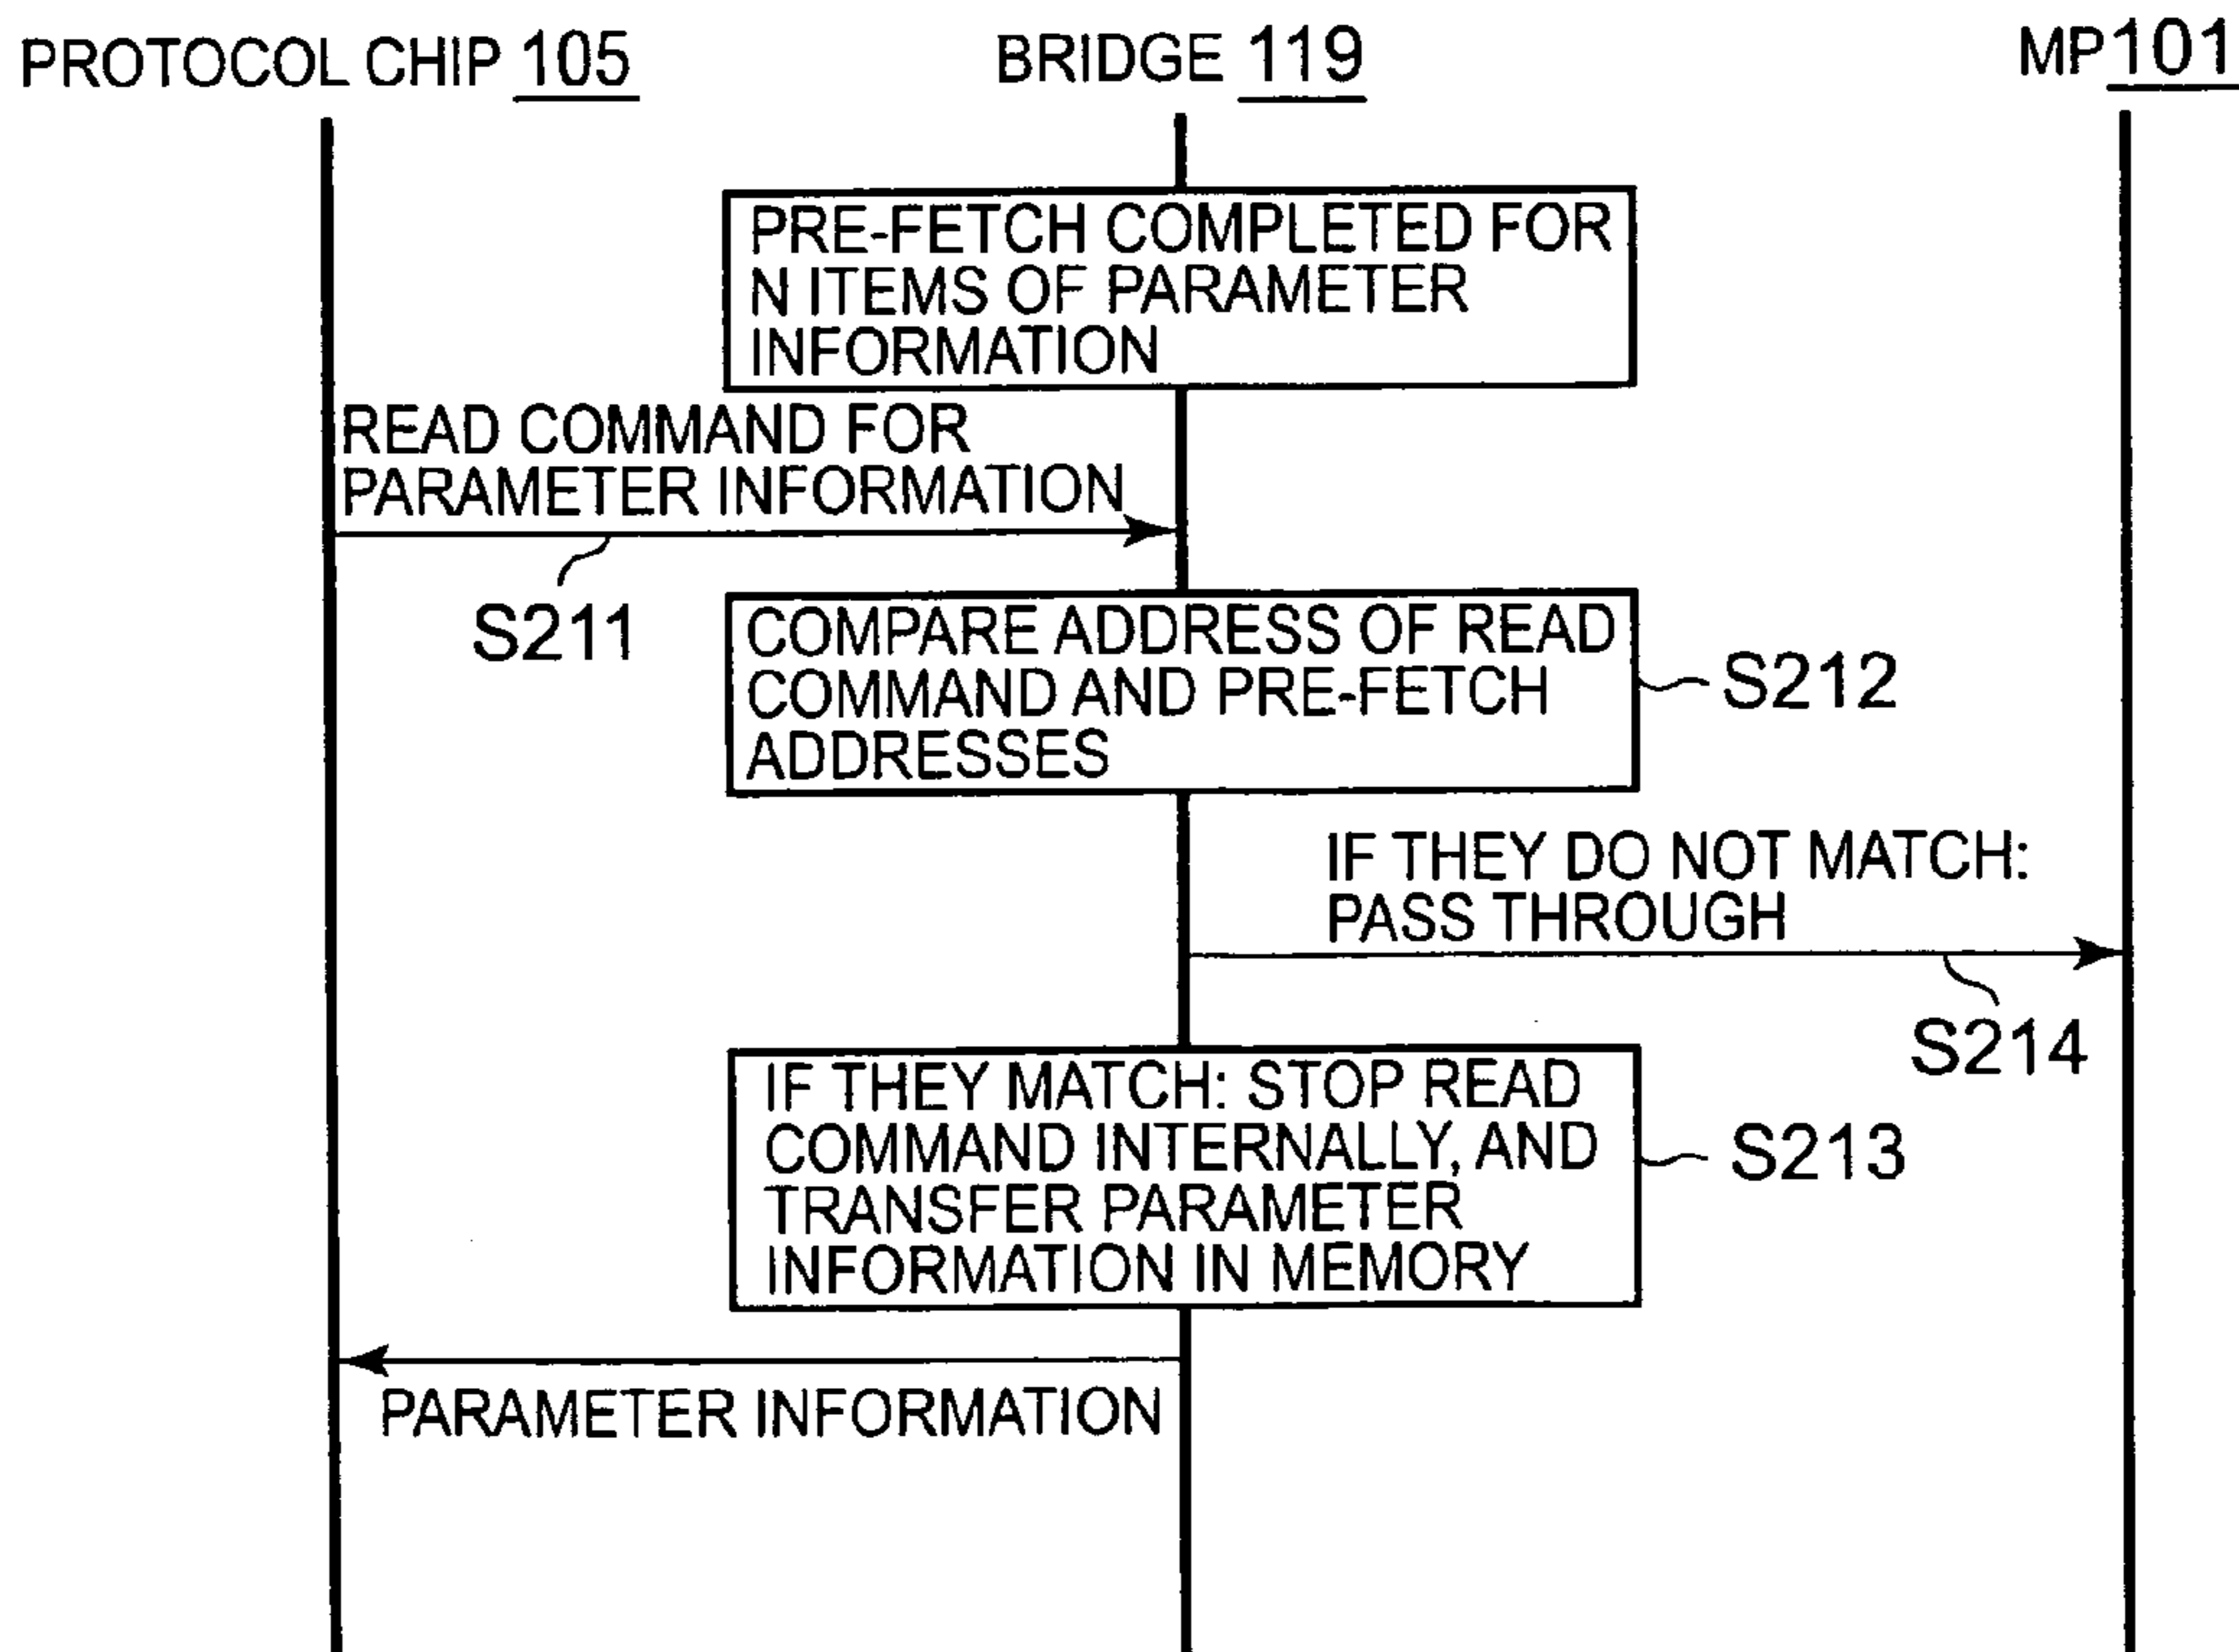 PROTOCOL CHIP 105
BRIDGE 119
MP101
PRE-FETCH COMPLETED FOR
N ITEMS OF PARAMETER
INFORMATION
READ COMMAND FOR
PARAMETER INFORMATION
S211
COMPARE ADDRESS OF READ
COMMAND AND PRE-FETCH
ADDRESSES
S212
IF THEY DO NOT MATCH:
PASS THROUGH
S214
IF THEY MATCH: STOP READ
COMMAND INTERNALLY, AND
TRANSFER PARAMETER
INFORMATION IN MEMORY
S213
PARAMETER INFORMATION